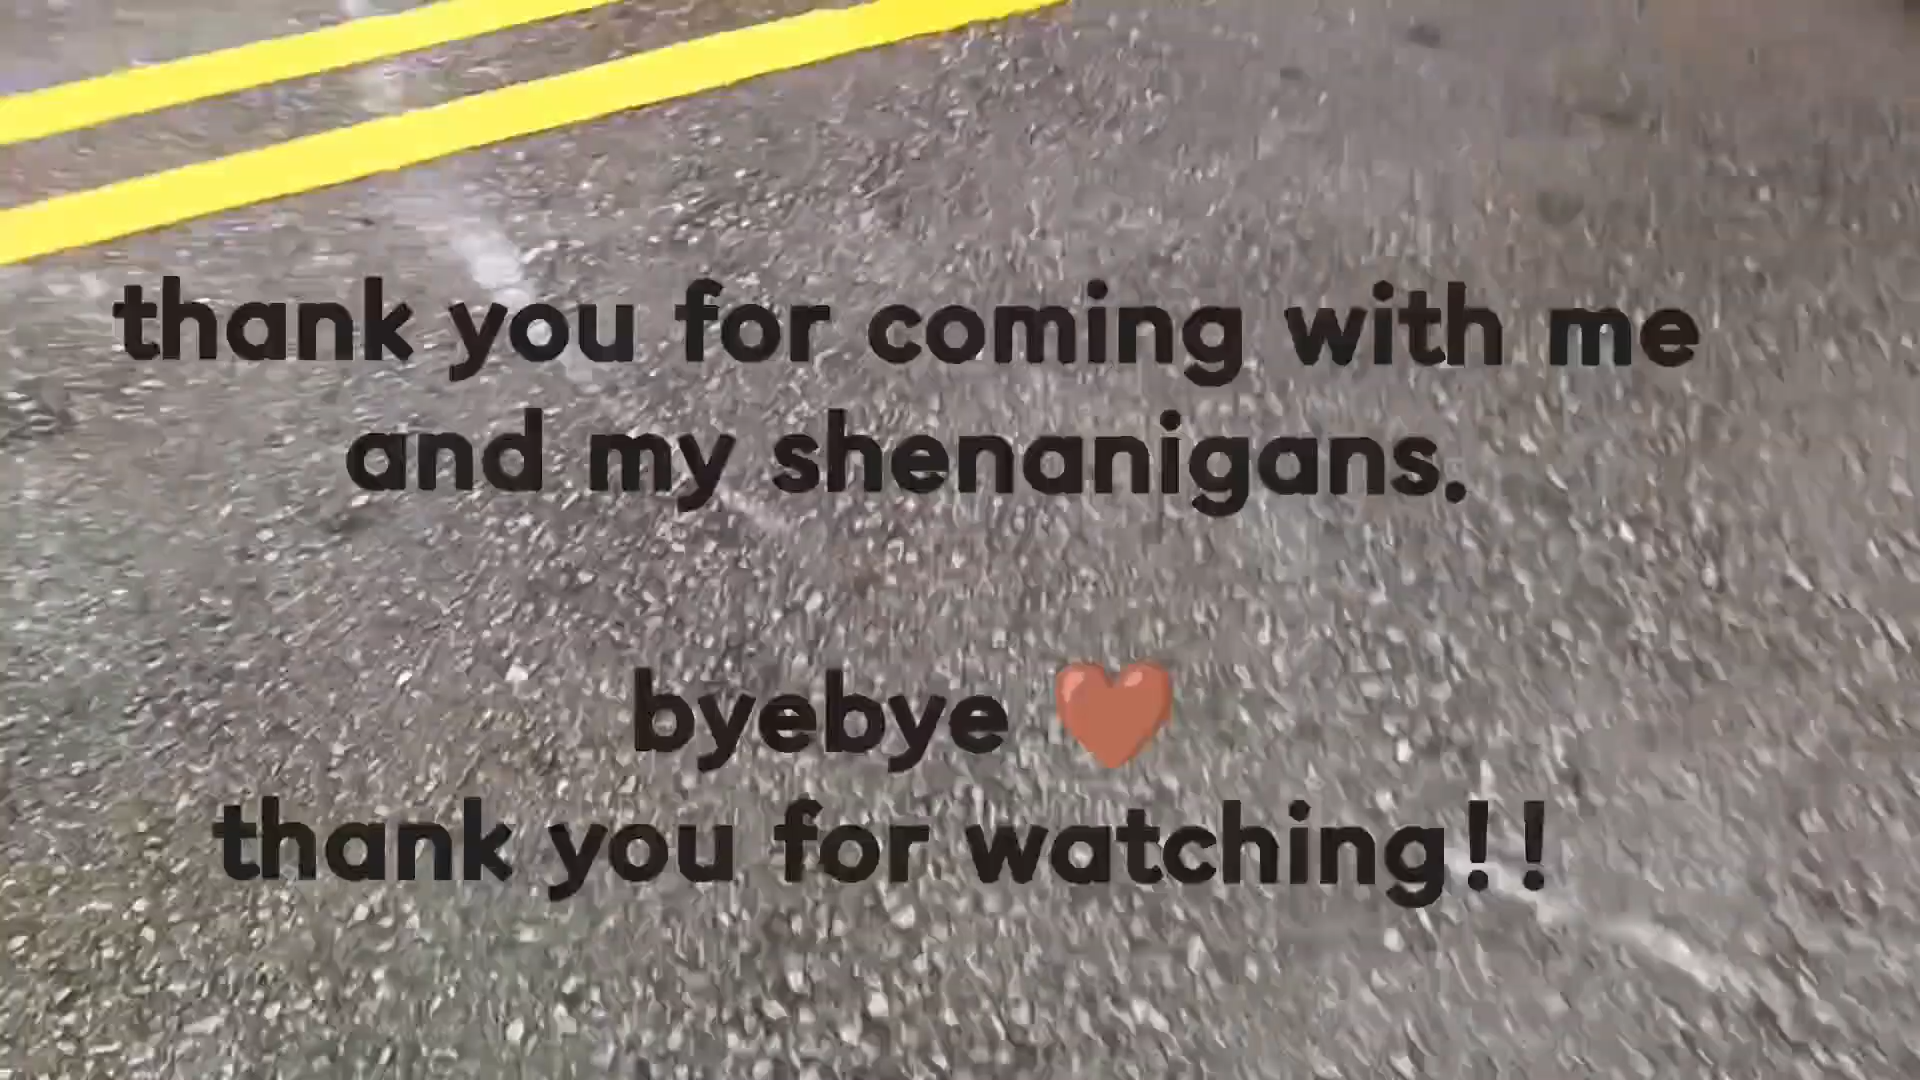 thank you for coming with me
and my shenanigans.
byebye ❤️
thank you for watching!!